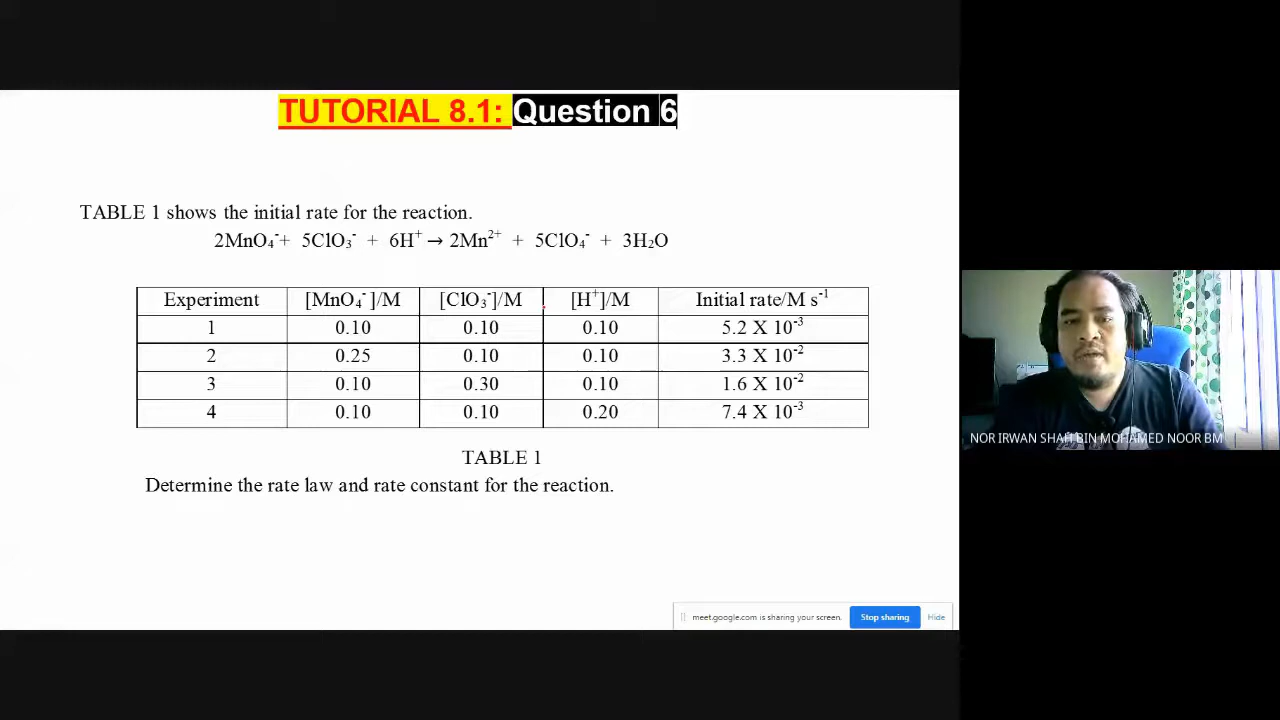 TUTORIAL 8.1: Question 6
TABLE 1 shows the initial rate for the reaction.
2MnO₄⁻+ 5ClO₃⁻ + 6H⁺ → 2Mn²⁺ + 5ClO₄⁻ + 3H₂O
Experiment [MnO₄⁻]/M [ClO₃⁻]/M [H⁺]/M Initial rate/M s⁻¹
1 0.10 0.10 0.10 5.2 X 10⁻³
2 0.25 0.10 0.10 3.3 X 10⁻²
3 0.10 0.30 0.10 1.6 X 10⁻²
4 0.10 0.10 0.20 7.4 X 10⁻³
TABLE 1
Determine the rate law and rate constant for the reaction.
NOR IRWAN SHAH BIN MOHAMED NOOR BM
meet.google.com is sharing your screen.
Stop sharing
Hide